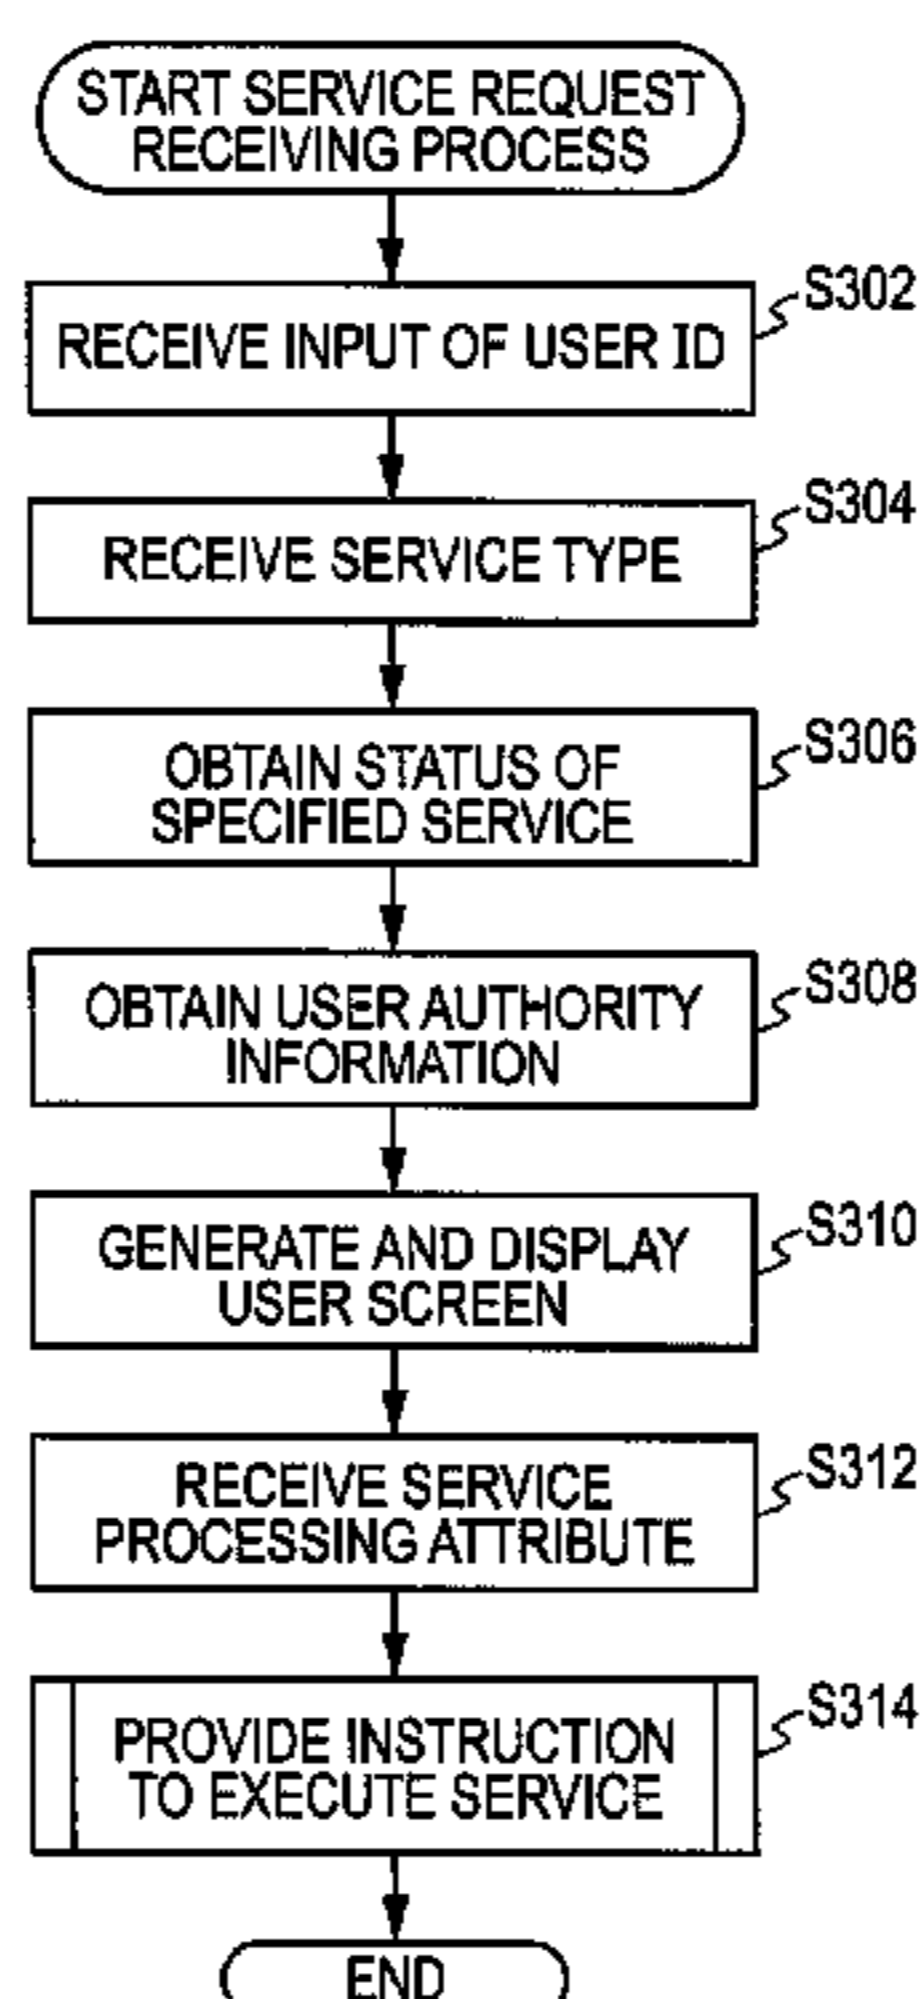 START SERVICE REQUEST
RECEIVING PROCESS
S302
RECEIVE INPUT OF USER ID
S304
RECEIVE SERVICE TYPE
S306
OBTAIN STATUS OF
SPECIFIED SERVICE
S308
OBTAIN USER AUTHORITY
INFORMATION
S310
GENERATE AND DISPLAY
USER SCREEN
S312
RECEIVE SERVICE
PROCESSING ATTRIBUTE
S314
PROVIDE INSTRUCTION
TO EXECUTE SERVICE
END